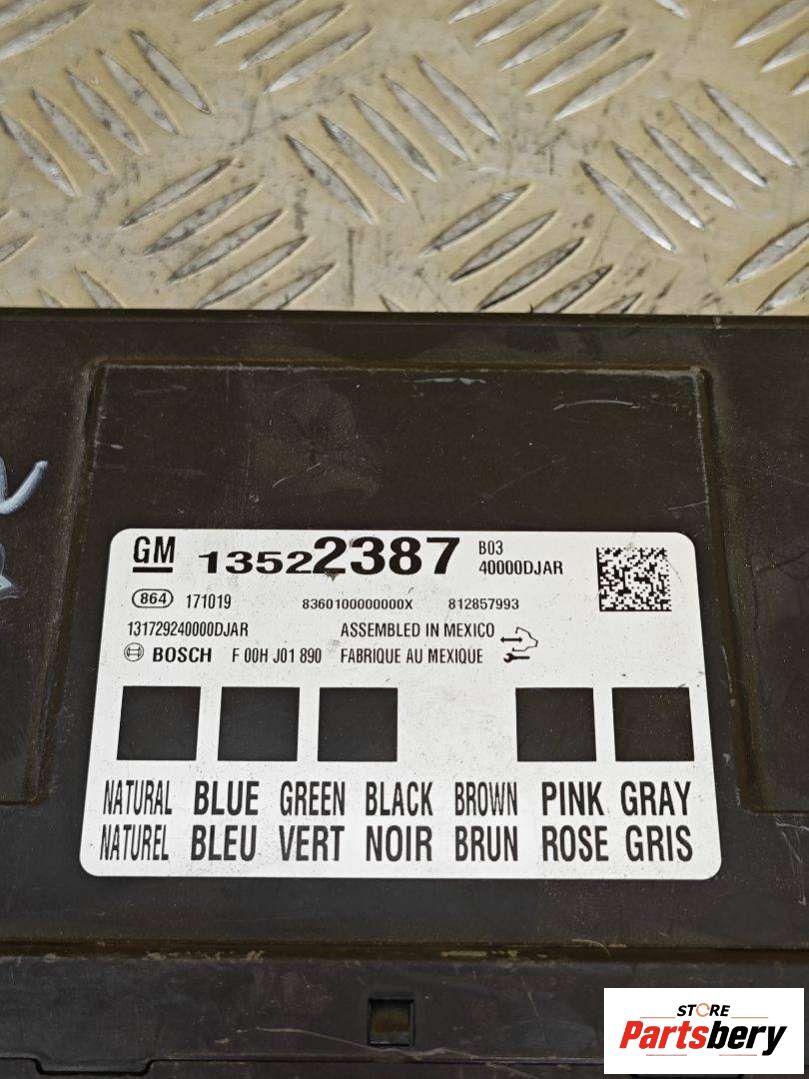 GM 13522387 B03
40000DJAR
864 171019 8360100000000X 812857993
131729240000DJAR ASSEMBLED IN MEXICO
BOSCH F 00H J01 890 FABRIQUE AU MEXIQUE
NATURAL BLUE GREEN BLACK BROWN PINK GRAY
NATUREL BLEU VERT NOIR BRUN ROSE GRIS
STORE
Partsbery